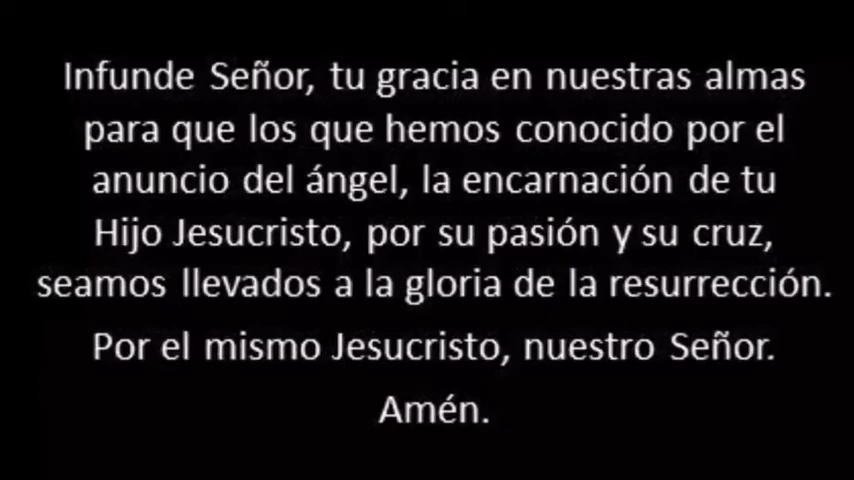 Infunde Señor, tu gracia en nuestras almas
para que los que hemos conocido por el
anuncio del ángel, la encarnación de tu
Hijo Jesucristo, por su pasión y su cruz,
seamos llevados a la gloria de la resurrección.
Por el mismo Jesucristo, nuestro Señor.
Amén.